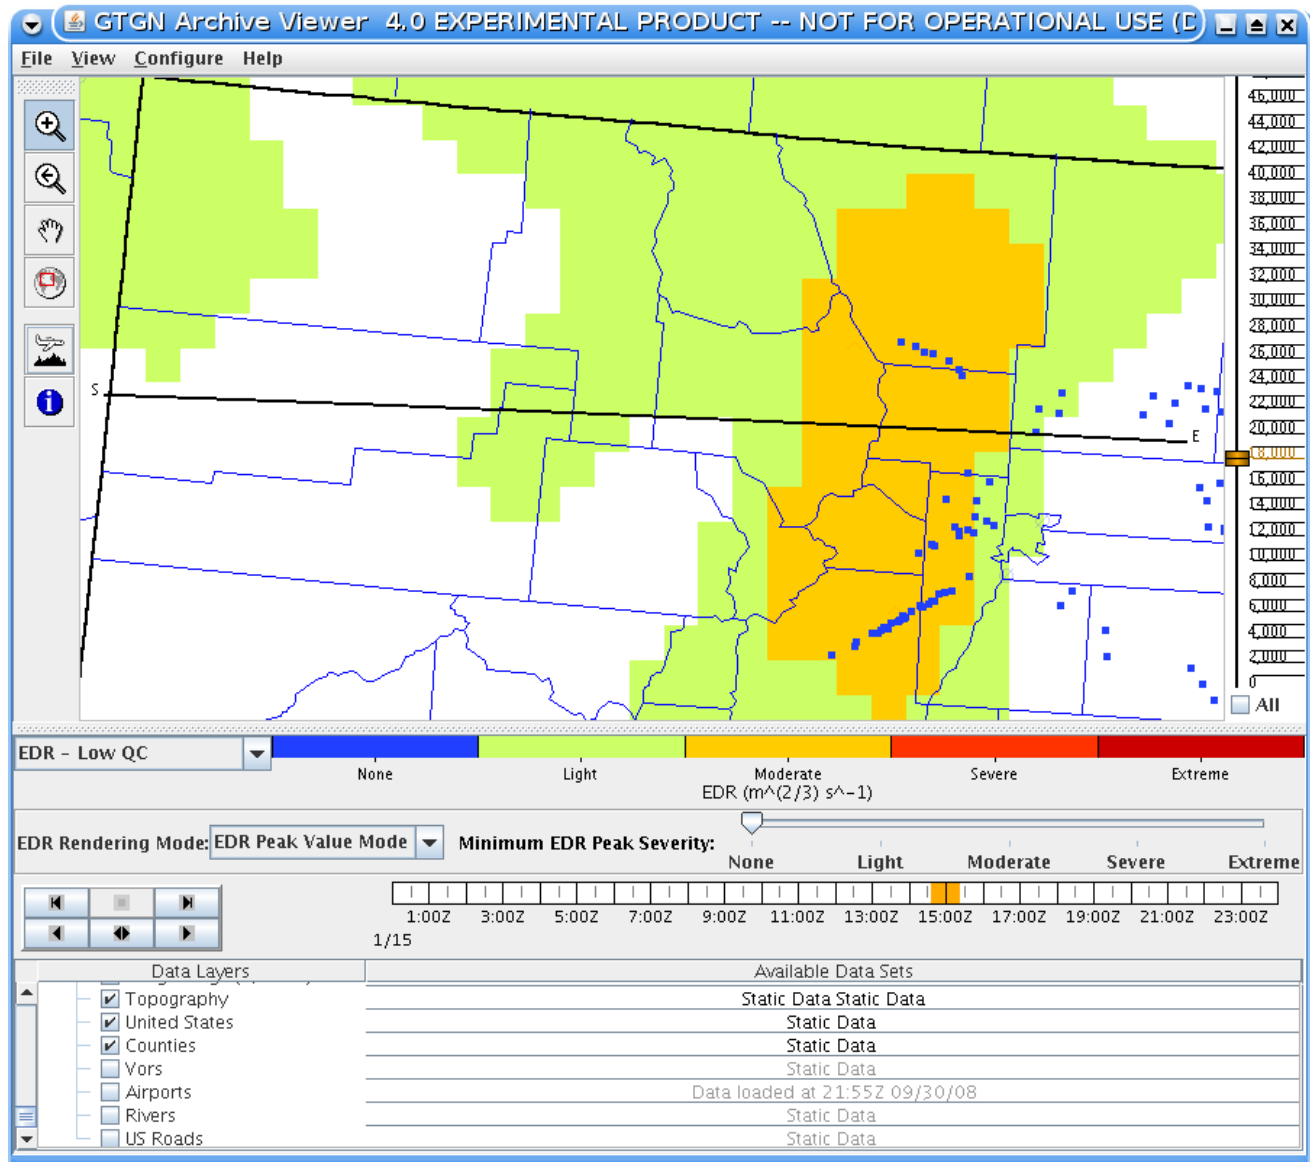 GTGN Archive Viewer 4.0 EXPERIMENTAL PRODUCT -- NOT FOR OPERATIONAL USE (D
File View Configure Help
46,000
44,000
42,000
40,000
38,000
36,000
34,000
32,000
30,000
28,000
26,000
24,000
22,000
20,000
18,000
16,000
14,000
12,000
10,000
8,000
6,000
4,000
2,000
0
All
S
E
EDR - Low QC
None Light Moderate Severe Extreme
EDR (m^(2/3) s^-1)
EDR Rendering Mode: EDR Peak Value Mode Minimum EDR Peak Severity:
None Light Moderate Severe Extreme
1:00Z 3:00Z 5:00Z 7:00Z 9:00Z 11:00Z 13:00Z 15:00Z 17:00Z 19:00Z 21:00Z 23:00Z
1/15
Data Layers Available Data Sets
Topography Static Data Static Data
United States Static Data
Counties Static Data
Vors Static Data
Airports Data loaded at 21:55Z 09/30/08
Rivers Static Data
US Roads Static Data